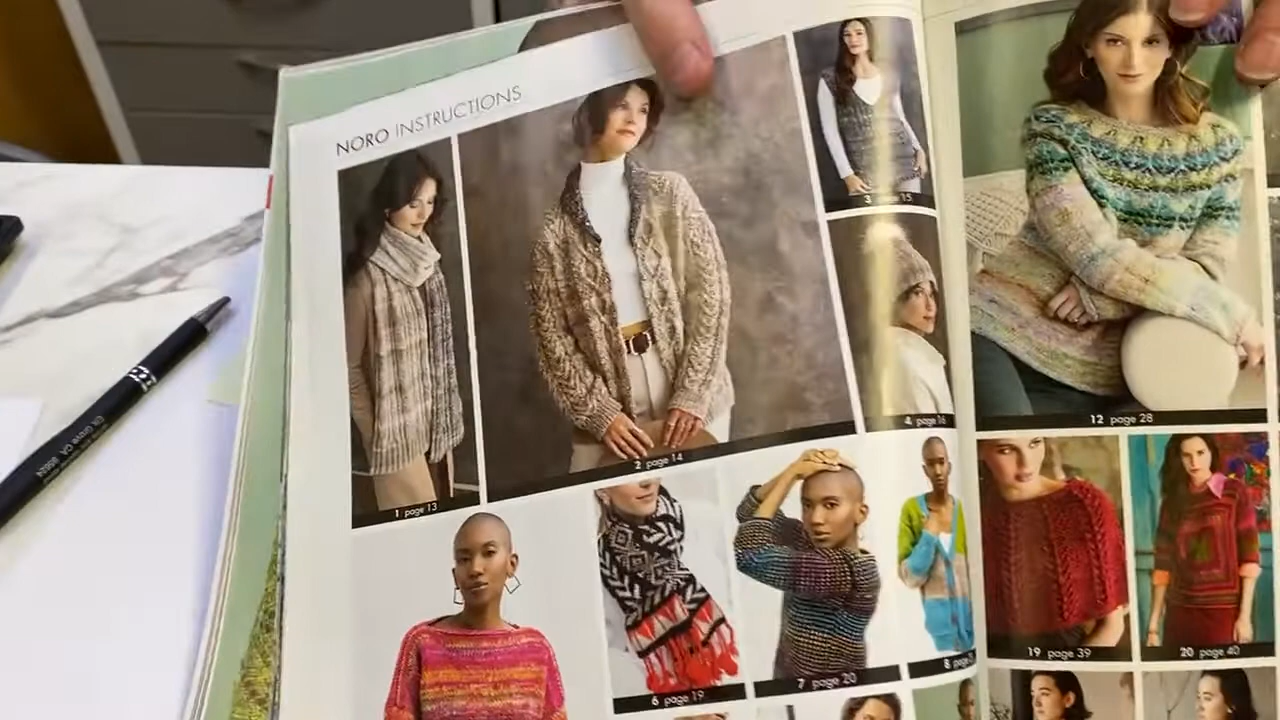 NORO INSTRUCTIONS
1 page 13
2 page 14
3 page 15
4 page 16
12 page 28
6 page 19
7 page 20
8 page
19 page 39
20 page 40